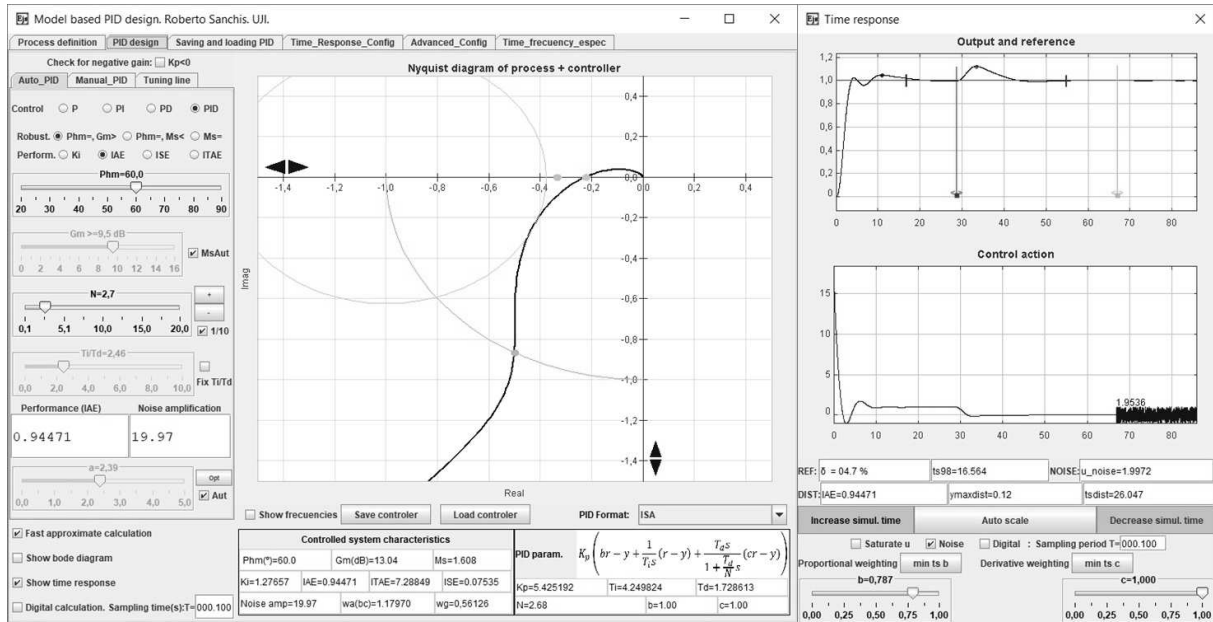 Eje Model based PID design. Roberto Sanchis. UJI.
Process definition PID design Saving and loading PID Time_Response_Config Advanced_Config Time_frecuency_espec
Check for negative gain: Kp<0
Auto_PID Manual_PID Tuning line
Control P PI PD PID
Robust. Phm=, Gm> Phm=, Ms< Ms=
Perform. Ki IAE ISE ITAE
Phm=60,0
20 30 40 50 60 70 80 90
Gm >=9,5 dB
MsAut
0 2 4 6 8 10 12 14 16
N=2,7
+
-
0,1 5,1 10,0 15,0 20,0
1/10
Ti/Td=2,46
Fix Ti/Td
0,0 2,0 4,0 6,0 8,0 10,0
Performance (IAE) Noise amplification
0.94471 19.97
a=2,39
Opt
Aut
0,0 1,0 2,0 3,0 4,0 5,0
Fast approximate calculation
Show bode diagram
Show time response
Digital calculation. Sampling time(s):T= 000.100
Nyquist diagram of process + controller
0,4
0,2
0,0
-1,4 -1,2 -1,0 -0,8 -0,6 -0,4 -0,2 0,0 0,2 0,4
-0,2
-0,4
-0,6
-0,8
-1,0
-1,2
-1,4
Imag
Real
Show frecuencies Save controler Load controler PID Format: ISA
Controlled system characteristics
Phm(º)=60.0 Gm(dB)=13.04 Ms=1.608
Ki=1.27657 IAE=0.94471 ITAE=7.28849 ISE=0.07535
Noise amp=19.97 wa(bc)=1.17970 wg=0,56126
PID param. K_p ( br − y + \frac{1}{T_i s}(r − y) + \frac{T_d s}{1 + \frac{T_d}{N} s}(cr − y) )
Kp=5.425192 Ti=4.249824 Td=1.728613
N=2.68 b=1.00 c=1.00
Eje Time response
Output and reference
1,2
1,0
0,8
0,6
0,4
0,2
0
0 10 20 30 40 50 60 70 80
Control action
15
10
5
0
1.9536
10 20 30 40 50 60 70 80
REF: δ = 04.7 % ts98=16.564 NOISE: u_noise=1.9972
DIST: IAE=0.94471 ymaxdist=0.12 tsdist=26.047
Increase simul. time Auto scale Decrease simul. time
Saturate u Noise Digital : Sampling period T= 000.100
Proportional weighting min ts b Derivative weighting min ts c
b=0,787 c=1,000
0,00 0,25 0,50 0,75 1,00 0,00 0,25 0,50 0,75 1,00